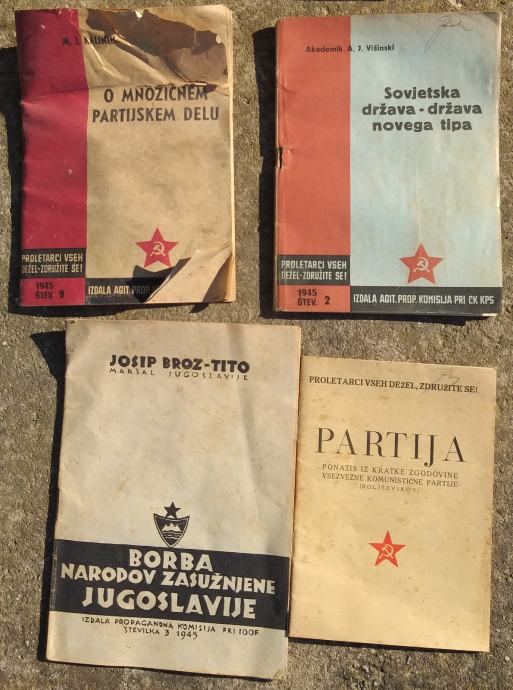 M. I. KALININ
O MNOŽIČNEM
PARTIJSKEM DELU
PROLETARCI VSEH
DEŽEL-ZDRUŽITE SE!
1945
ŠTEV. 9
IZDALA AGIT. PROP.
Akademik A. J. Višinski
Sovjetska
država - država
novega tipa
PROLETARCI VSEH
DEŽEL-ZDRUŽITE SE!
1945
ŠTEV. 2
IZDALA AGIT. PROP. KOMISIJA PRI CK KPS
JOSIP BROZ-TITO
MARŠAL JUGOSLAVIJE
BORBA
NARODOV ZASUŽNJENE
JUGOSLAVIJE
IZDALA PROPAGANDNA KOMISIJA PRI IOOF
ŠTEVILKA 3 1945
PROLETARCI VSEH DEŽEL, ZDRUŽITE SE!
PARTIJA
PONATIS IZ KRATKE ZGODOVINE
VSEZVEZNE KOMUNISTIČNE PARTIJE
(BOLJŠEVIKOV)